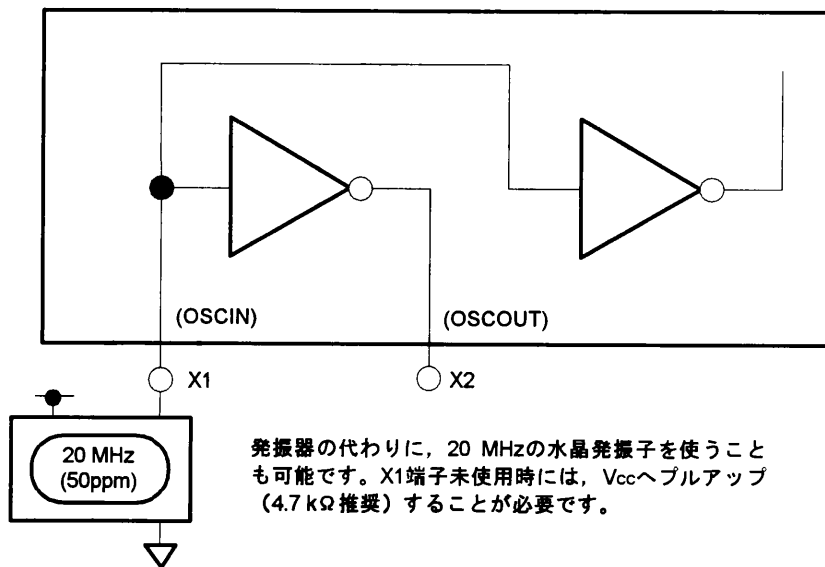 (OSCIN)
(OSCOUT)
X1
X2
20 MHz
(50ppm)
発振器の代わりに，20 MHzの水晶発振子を使うこと
も可能です。X1端子未使用時には，Vccへプルアップ
（4.7 kΩ推奨）することが必要です。